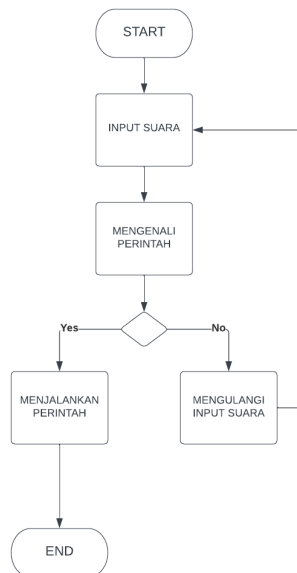 START
INPUT SUARA
MENGENALI
PERINTAH
Yes
No
MENJALANKAN
PERINTAH
MENGULANGI
INPUT SUARA
END